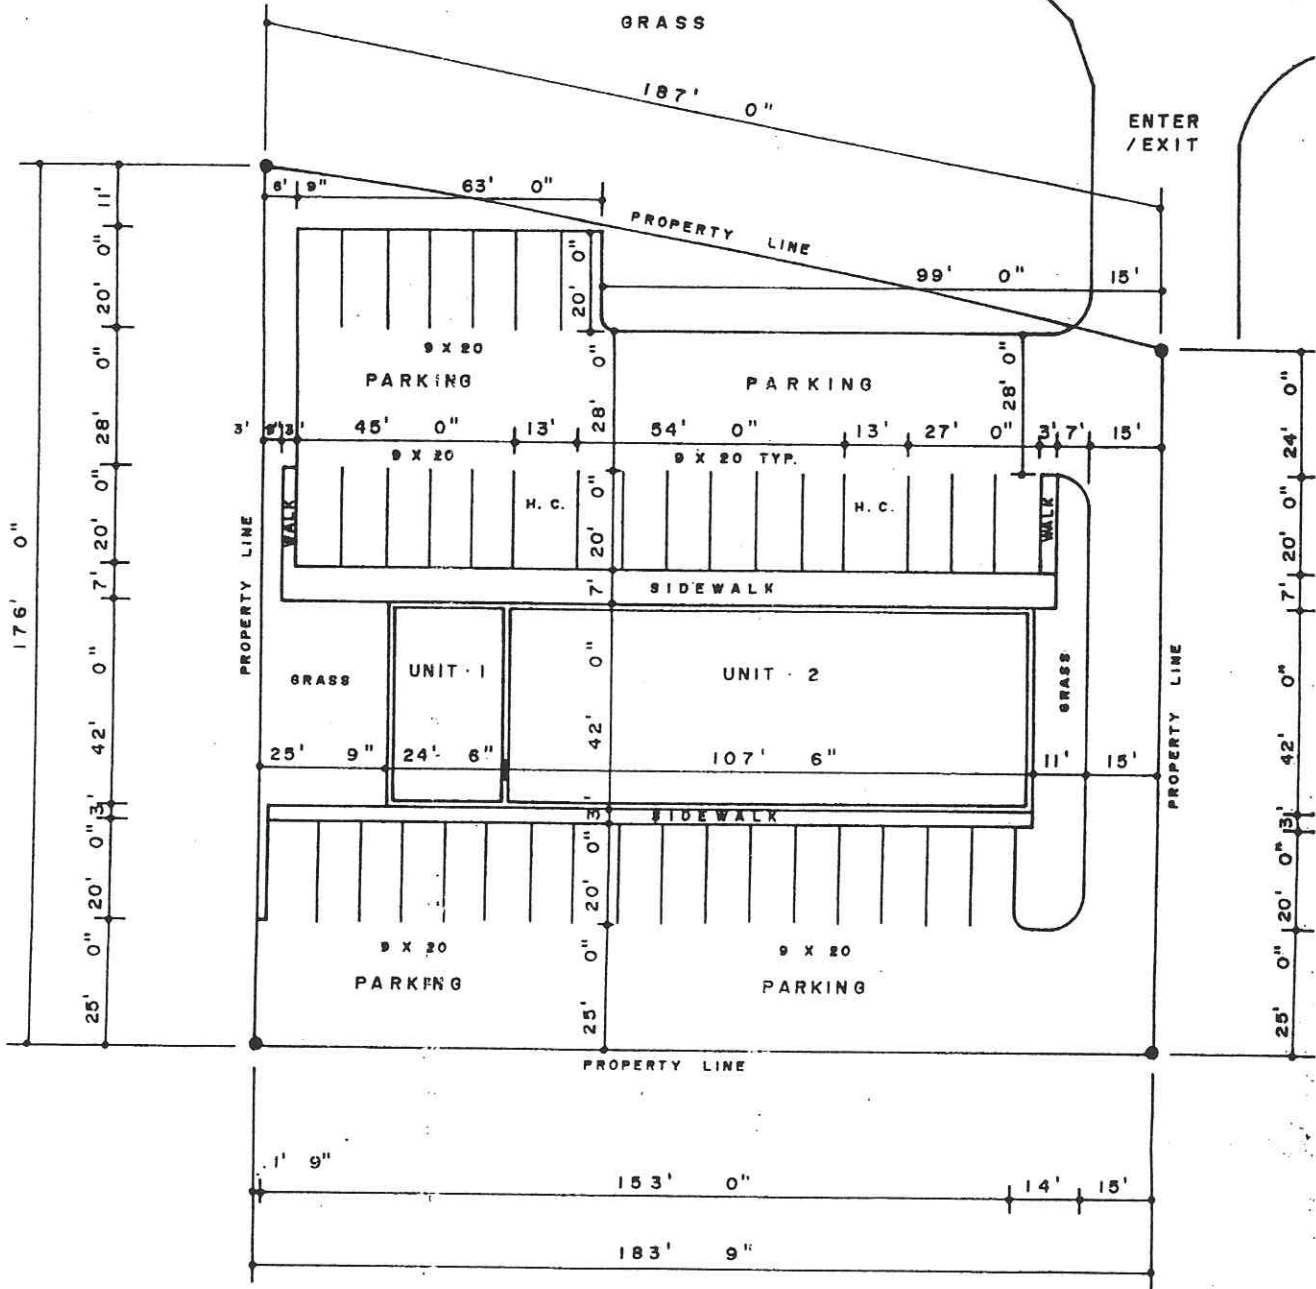 GRASS
187' 0"
ENTER
/EXIT
6' 9" 63' 0"
PROPERTY LINE
99' 0" 15'
11' 0"
20' 0"
28' 0"
20' 0"
7'
42' 0"
3'
20' 0"
25' 0"
176' 0"
20' 0"
9 X 20
PARKING
PARKING
28' 0"
28' 0"
3' 9" 3' 45' 0" 13' 54' 0" 13' 27' 0" 3' 7' 15'
9 X 20
9 X 20 TYP.
H. C.
H. C.
WALK
WALK
20' 0"
7'
SIDEWALK
PROPERTY LINE
GRASS
UNIT - 1
UNIT - 2
GRASS
PROPERTY LINE
42' 0"
25' 9" 24'- 6" 107' 6" 11' 15'
3'
SIDEWALK
20' 0"
9 X 20
PARKING
9 X 20
PARKING
25' 0"
PROPERTY LINE
24' 0"
20' 0"
7'
42' 0"
3'
20' 0"
25' 0"
1' 9"
153' 0" 14' 15'
183' 9"